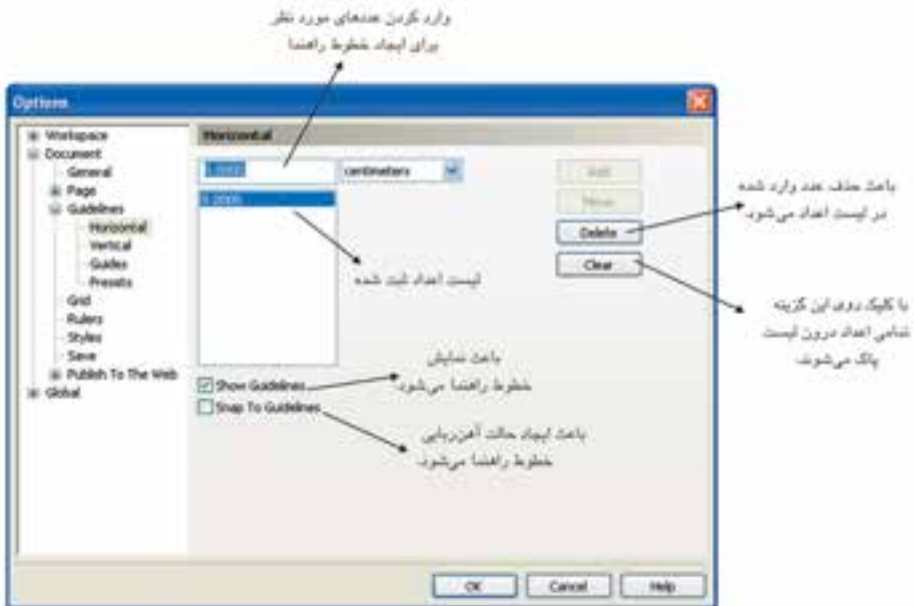 وارد کردن عددهای مورد نظر
برای ایجاد خطوط راهنما
Options
Workspace
Document
General
Page
Guidelines
Horizontal
Vertical
Guides
Presets
Grid
Rulers
Styles
Save
Publish To The Web
Global
Horizontal
centimeters
Add
Move
Delete
Clear
باعث حذف عدد وارد شده
در لیست اعداد می‌شود
لیست اعداد ثبت شده
با کلیک روی این گزینه
تمامی اعداد درون لیست
پاک می‌شوند.
باعث نمایش
خطوط راهنما می‌شود.
Show Guidelines
Snap To Guidelines
باعث ایجاد حالت آهن‌ربایی
خطوط راهنما می‌شود.
OK
Cancel
Help